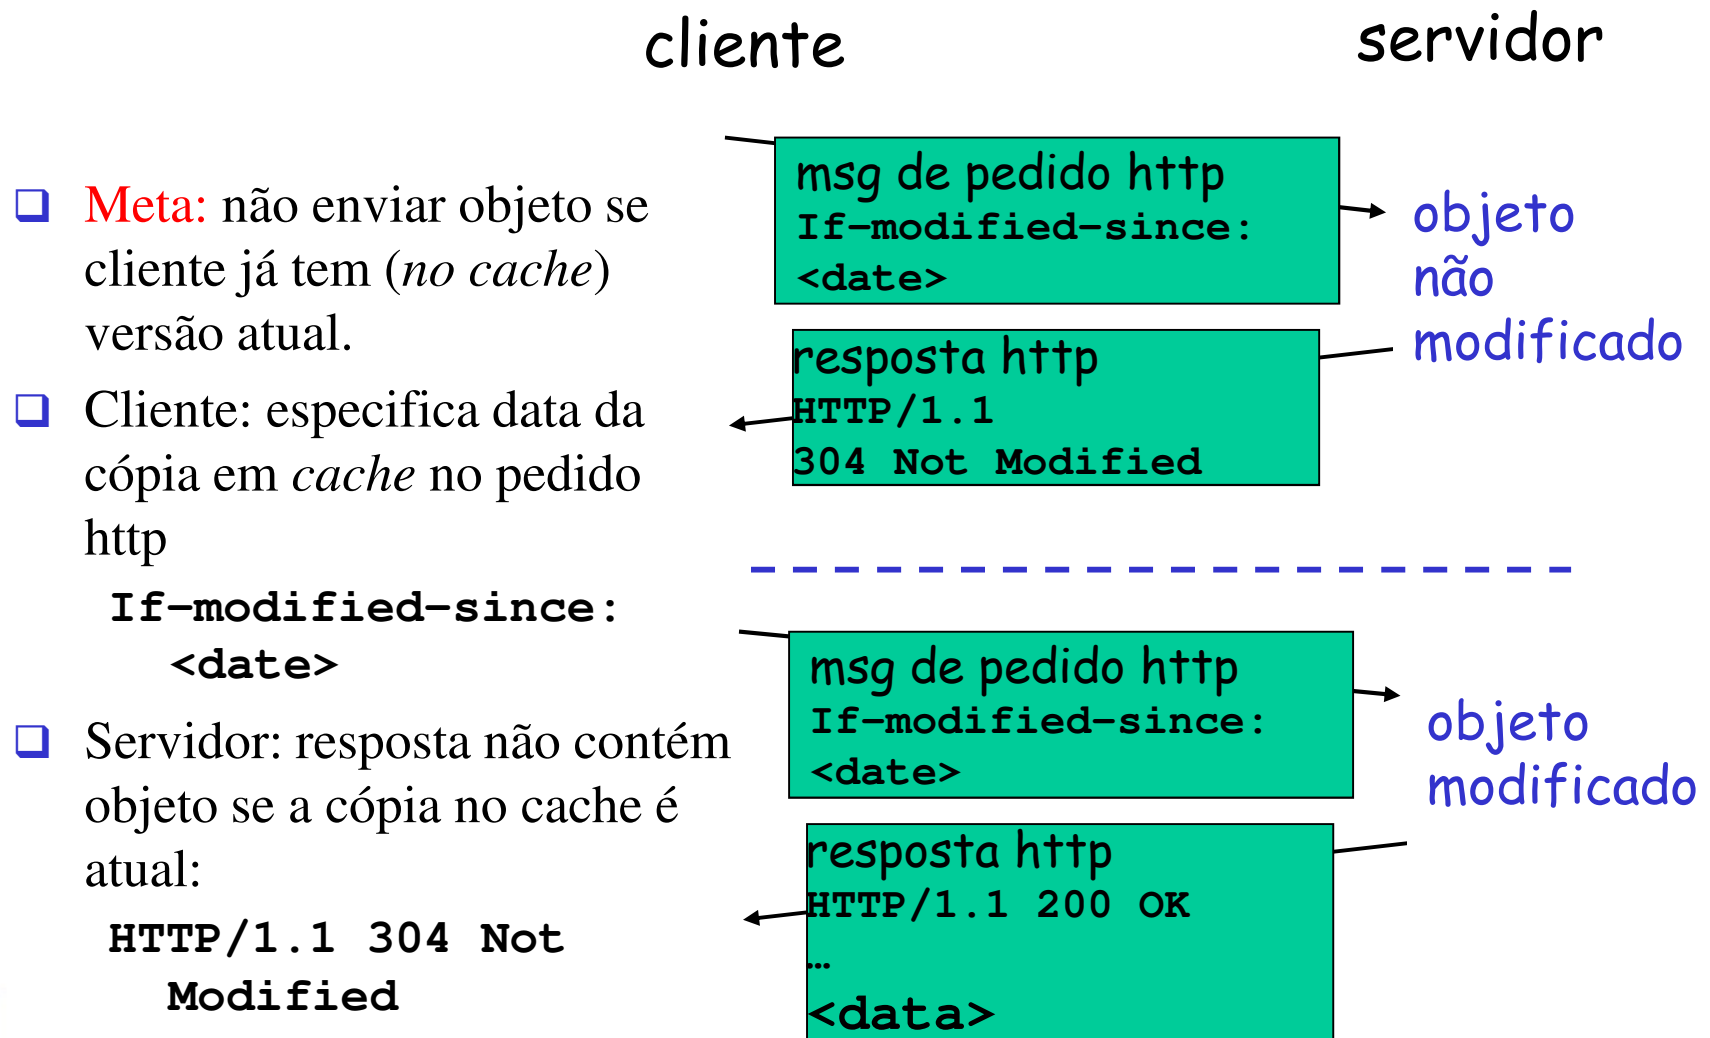 cliente
servidor
Meta: não enviar objeto se
cliente já tem (no cache)
versão atual.
Cliente: especifica data da
cópia em cache no pedido
http
If-modified-since:
<date>
Servidor: resposta não contém
objeto se a cópia no cache é
atual:
HTTP/1.1 304 Not
Modified
msg de pedido http
If-modified-since:
<date>
objeto
não
modificado
resposta http
HTTP/1.1
304 Not Modified
msg de pedido http
If-modified-since:
<date>
objeto
modificado
resposta http
HTTP/1.1 200 OK
…
<data>